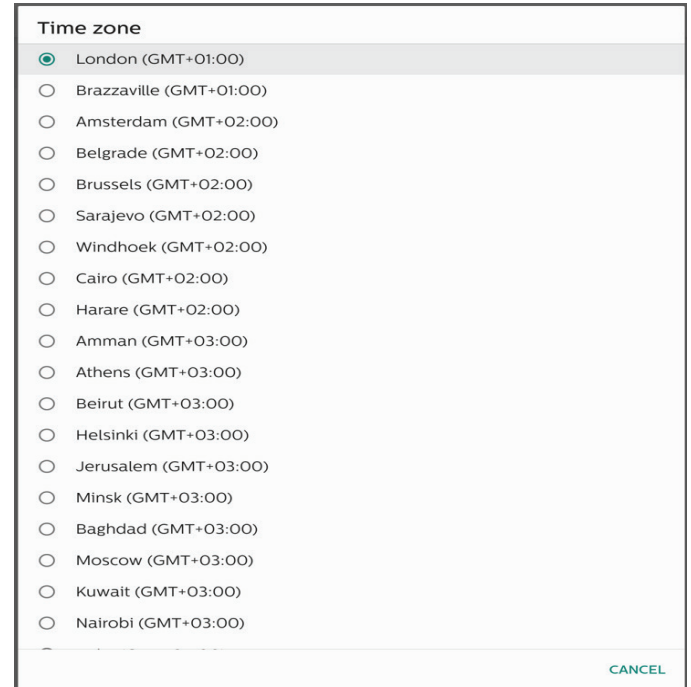 Time zone
London (GMT+01:00)
Brazzaville (GMT+01:00)
Amsterdam (GMT+02:00)
Belgrade (GMT+02:00)
Brussels (GMT+02:00)
Sarajevo (GMT+02:00)
Windhoek (GMT+02:00)
Cairo (GMT+02:00)
Harare (GMT+02:00)
Amman (GMT+03:00)
Athens (GMT+03:00)
Beirut (GMT+03:00)
Helsinki (GMT+03:00)
Jerusalem (GMT+03:00)
Minsk (GMT+03:00)
Baghdad (GMT+03:00)
Moscow (GMT+03:00)
Kuwait (GMT+03:00)
Nairobi (GMT+03:00)
CANCEL